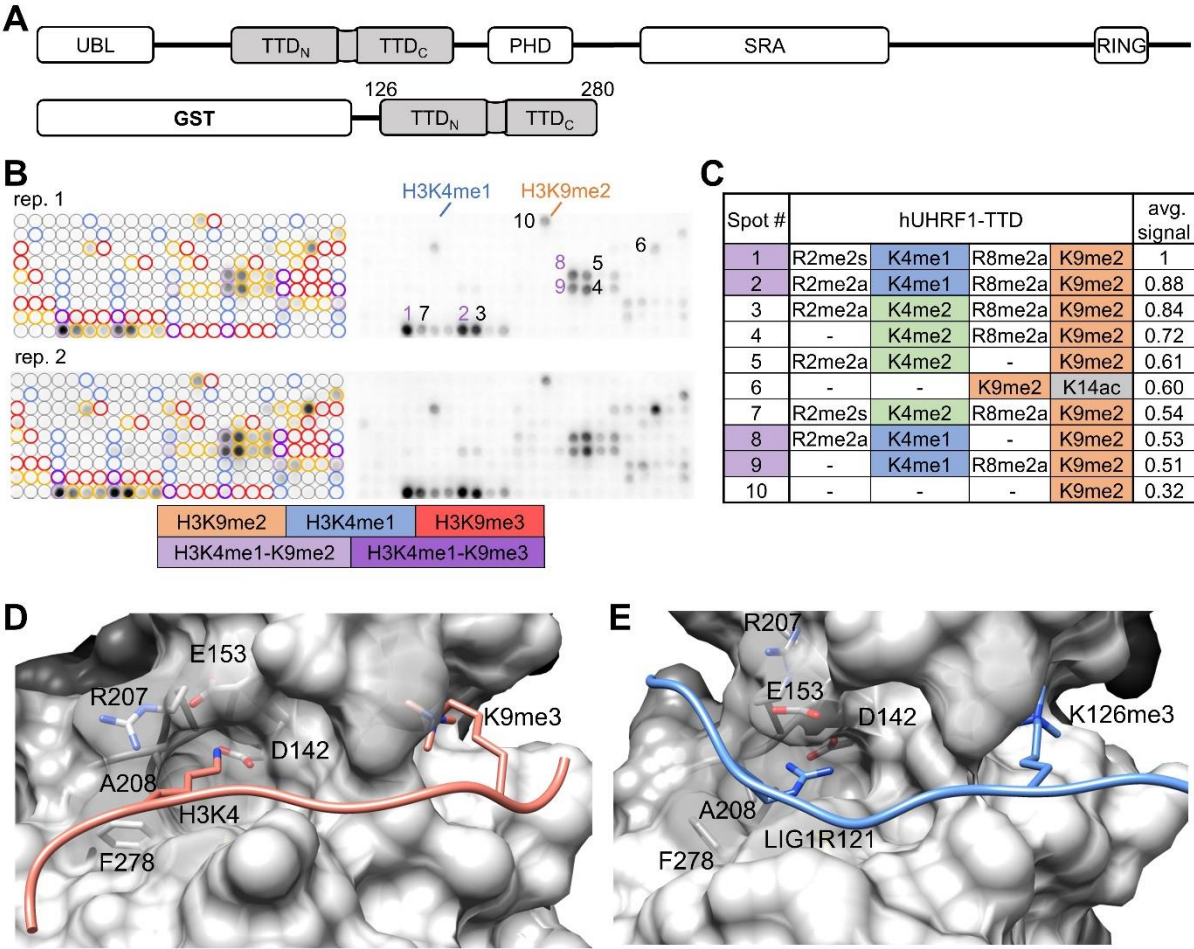 A
UBL TTDN TTDC PHD SRA RING
126 280
GST TTDN TTDC
B
rep. 1
H3K4me1 H3K9me2
10
6
8 5
9 4
1 7 2 3
rep. 2
H3K9me2 H3K4me1 H3K9me3
H3K4me1-K9me2 H3K4me1-K9me3
C
Spot # hUHRF1-TTD avg. signal
1 R2me2s K4me1 R8me2a K9me2 1
2 R2me2a K4me1 R8me2a K9me2 0.88
3 R2me2a K4me2 R8me2a K9me2 0.84
4 - K4me2 R8me2a K9me2 0.72
5 R2me2a K4me2 - K9me2 0.61
6 - - K9me2 K14ac 0.60
7 R2me2s K4me2 R8me2a K9me2 0.54
8 R2me2a K4me1 - K9me2 0.53
9 - K4me1 R8me2a K9me2 0.51
10 - - - K9me2 0.32
D
E153
R207
K9me3
D142
A208
H3K4
F278
E
R207
E153
D142 K126me3
A208
LIG1R121
F278